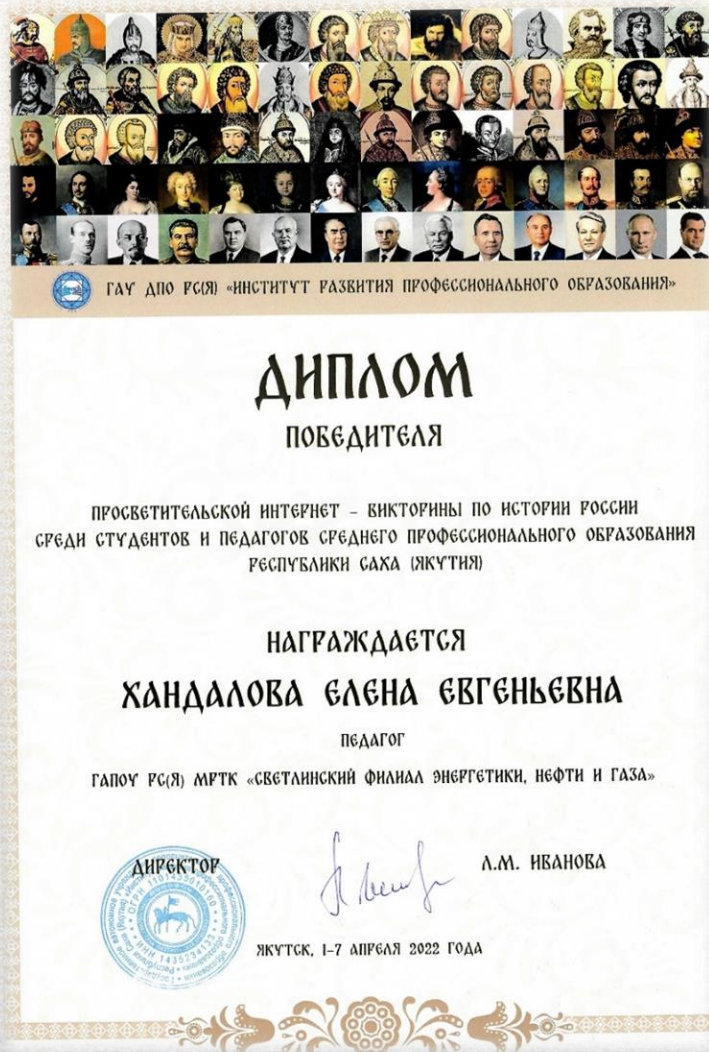 ГАУ ДПО РС(Я) «ИНСТИТУТ РАЗВИТИЯ ПРОФЕССИОНАЛЬНОГО ОБРАЗОВАНИЯ»
ДИПЛОМ
ПОБЕДИТЕЛЯ
ПРОСВЕТИТЕЛЬСКОЙ ИНТЕРНЕТ – ВИКТОРИНЫ ПО ИСТОРИИ РОССИИ
СРЕДИ СТУДЕНТОВ И ПЕДАГОГОВ СРЕДНЕГО ПРОФЕССИОНАЛЬНОГО ОБРАЗОВАНИЯ
РЕСПУБЛИКИ САХА (ЯКУТИЯ)
НАГРАЖДАЕТСЯ
ХАНДАЛОВА ЕЛЕНА ЕВГЕНЬЕВНА
ПЕДАГОГ
ГАПОУ РС(Я) МРТК «СВЕТЛИНСКИЙ ФИЛИАЛ ЭНЕРГЕТИКИ, НЕФТИ И ГАЗА»
ДИРЕКТОР
Л.М. ИВАНОВА
ЯКУТСК, 1-7 АПРЕЛЯ 2022 ГОДА